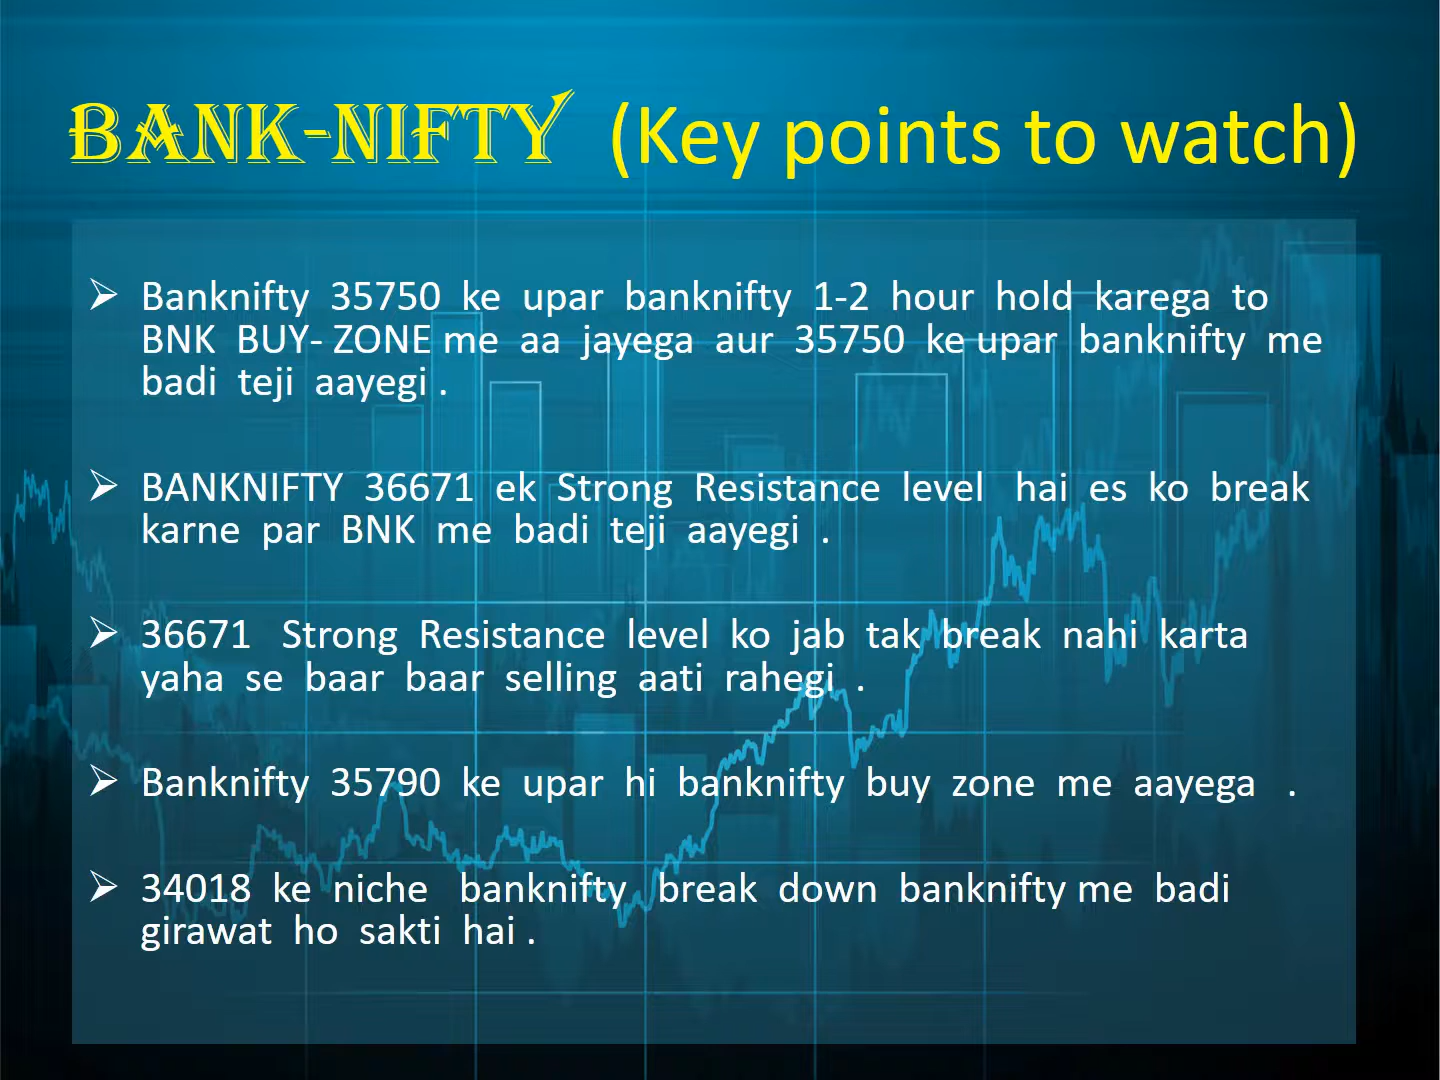 BANK-NIFTY (Key points to watch)
➢ Banknifty 35750 ke upar banknifty 1-2 hour hold karega to
BNK BUY- ZONE me aa jayega aur 35750 ke upar banknifty me
badi teji aayegi .
➢ BANKNIFTY 36671 ek Strong Resistance level hai es ko break
karne par BNK me badi teji aayegi .
➢ 36671 Strong Resistance level ko jab tak break nahi karta
yaha se baar baar selling aati rahegi .
➢ Banknifty 35790 ke upar hi banknifty buy zone me aayega .
➢ 34018 ke niche banknifty break down banknifty me badi
girawat ho sakti hai .